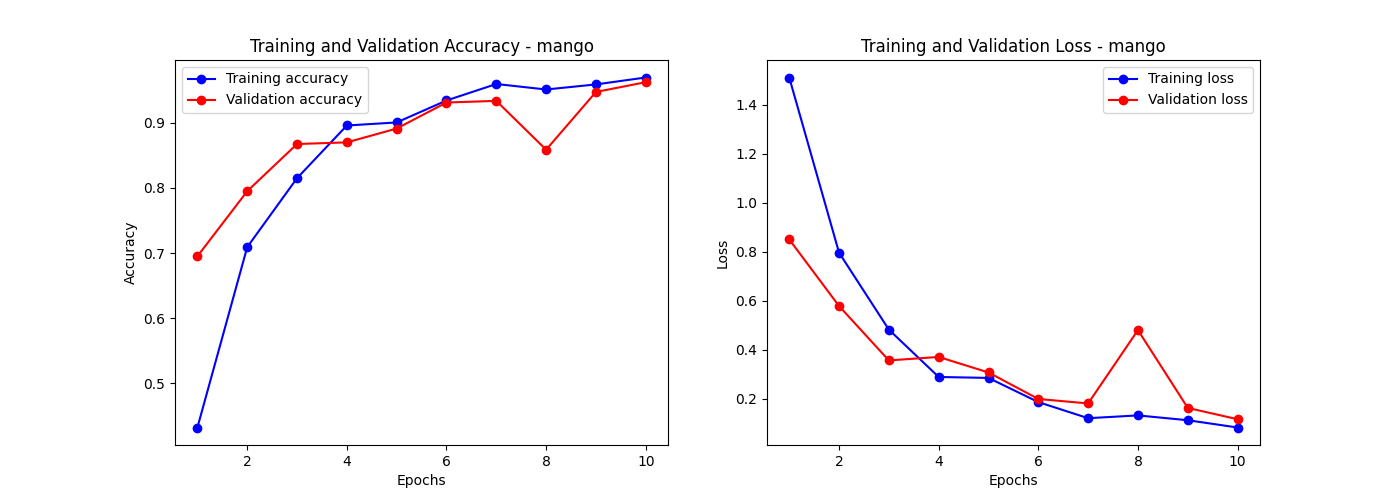 Training and Validation Accuracy - mango
Training accuracy
Validation accuracy
0.9
0.8
0.7
0.6
0.5
Accuracy
2 4 6 8 10
Epochs
Training and Validation Loss - mango
Training loss
Validation loss
1.4
1.2
1.0
0.8
0.6
0.4
0.2
Loss
2 4 6 8 10
Epochs